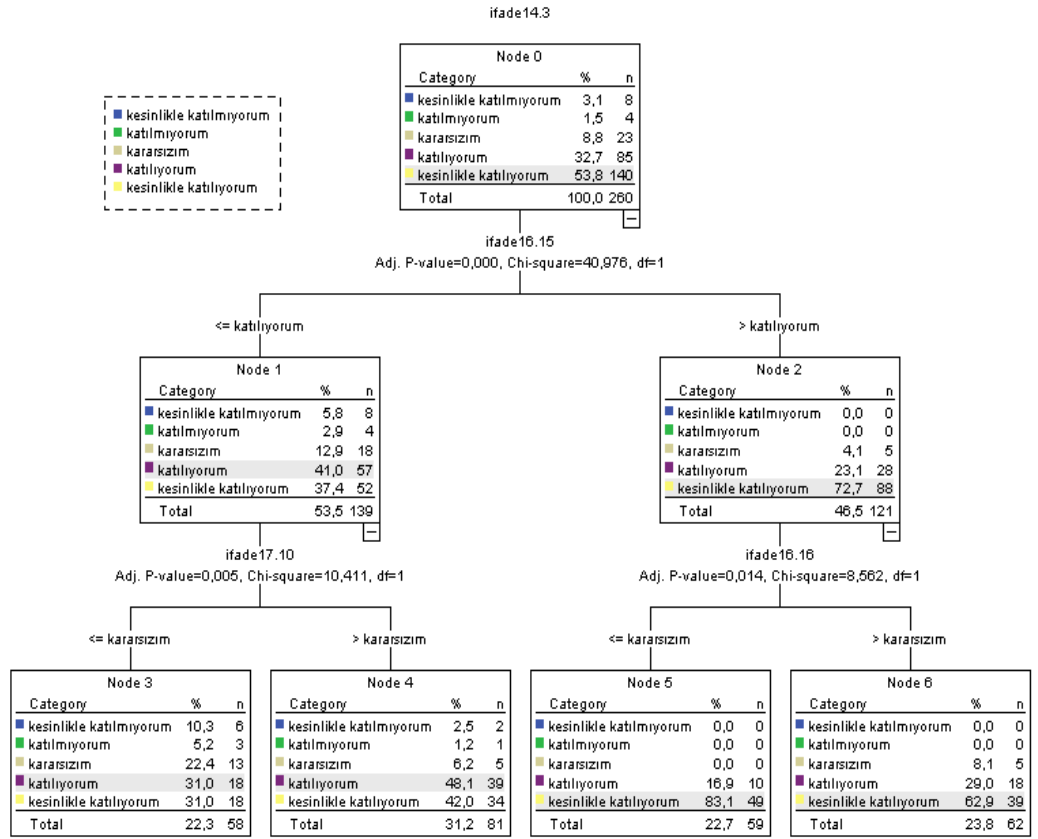 ifade14.3
Node 0
Category % n
kesinlikle katılmıyorum 3,1 8
katılmıyorum 1,5 4
kararsızım 8,8 23
katılıyorum 32,7 85
kesinlikle katılıyorum 53,8 140
Total 100,0 260
kesinlikle katılmıyorum
katılmıyorum
kararsızım
katılıyorum
kesinlikle katılıyorum
ifade16.15
Adj. P-value=0,000, Chi-square=40,976, df=1
<= katılıyorum
> katılıyorum
Node 1
Category % n
kesinlikle katılmıyorum 5,8 8
katılmıyorum 2,9 4
kararsızım 12,9 18
katılıyorum 41,0 57
kesinlikle katılıyorum 37,4 52
Total 53,5 139
Node 2
Category % n
kesinlikle katılmıyorum 0,0 0
katılmıyorum 0,0 0
kararsızım 4,1 5
katılıyorum 23,1 28
kesinlikle katılıyorum 72,7 88
Total 46,5 121
ifade17.10
Adj. P-value=0,005, Chi-square=10,411, df=1
ifade16.16
Adj. P-value=0,014, Chi-square=8,562, df=1
<= kararsızım
> kararsızım
<= kararsızım
> kararsızım
Node 3
Category % n
kesinlikle katılmıyorum 10,3 6
katılmıyorum 5,2 3
kararsızım 22,4 13
katılıyorum 31,0 18
kesinlikle katılıyorum 31,0 18
Total 22,3 58
Node 4
Category % n
kesinlikle katılmıyorum 2,5 2
katılmıyorum 1,2 1
kararsızım 6,2 5
katılıyorum 48,1 39
kesinlikle katılıyorum 42,0 34
Total 31,2 81
Node 5
Category % n
kesinlikle katılmıyorum 0,0 0
katılmıyorum 0,0 0
kararsızım 0,0 0
katılıyorum 16,9 10
kesinlikle katılıyorum 83,1 49
Total 22,7 59
Node 6
Category % n
kesinlikle katılmıyorum 0,0 0
katılmıyorum 0,0 0
kararsızım 8,1 5
katılıyorum 29,0 18
kesinlikle katılıyorum 62,9 39
Total 23,8 62